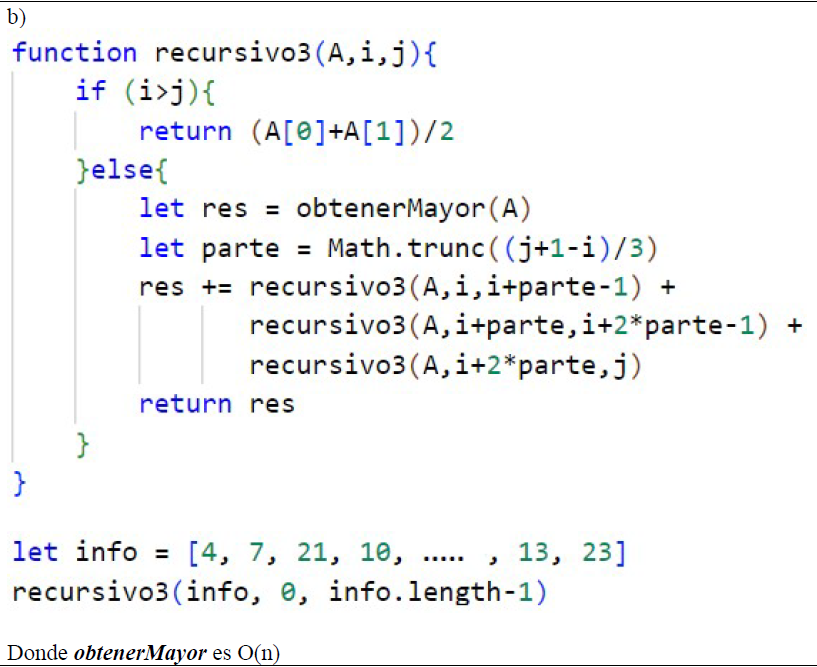 b)
function recursivo3(A,i,j){
    if (i>j){
        return (A[0]+A[1])/2
    }else{
        let res = obtenerMayor(A)
        let parte = Math.trunc((j+1-i)/3)
        res += recursivo3(A,i,i+parte-1) +
               recursivo3(A,i+parte,i+2*parte-1) +
               recursivo3(A,i+2*parte,j)
        return res
    }
}
let info = [4, 7, 21, 10, ..... , 13, 23]
recursivo3(info, 0, info.length-1)
Donde obtenerMayor es O(n)